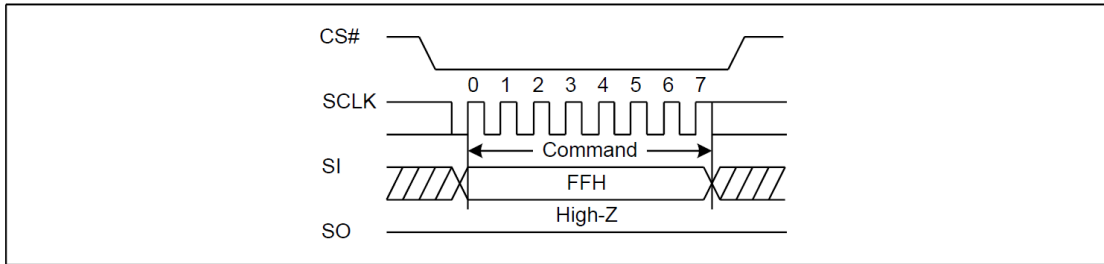 CS#
0 1 2 3 4 5 6 7
SCLK
Command
SI
FFH
High-Z
SO